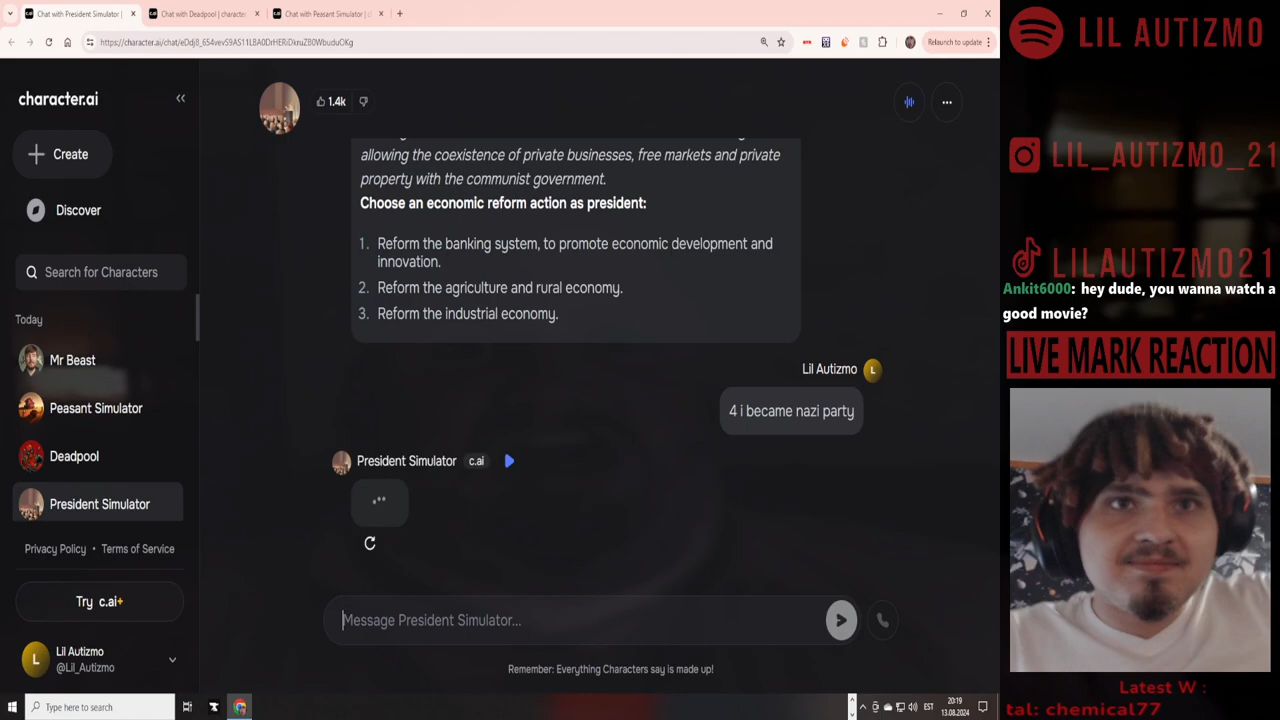 Chat with President Simulator |
Chat with Deadpool | character
Chat with Peasant Simulator | c
https://character.ai/chat/eDdj8_654vevS9AS11LBA0DrHERiDkruZB0WbuduOKg
Relaunch to update
character.ai
Create
Discover
Search for Characters
Today
Mr Beast
Peasant Simulator
Deadpool
President Simulator
Privacy Policy • Terms of Service
Try c.ai+
L
Lil Autizmo
@Lil_Autizmo
1.4k
allowing the coexistence of private businesses, free markets and private
property with the communist government.
Choose an economic reform action as president:
1. Reform the banking system, to promote economic development and
innovation.
2. Reform the agriculture and rural economy.
3. Reform the industrial economy.
Lil Autizmo L
4 i became nazi party
President Simulator c.ai
Message President Simulator...
Remember: Everything Characters say is made up!
LIL AUTIZMO
LIL_AUTIZMO_21
LILAUTIZMO21
Ankit6000: hey dude, you wanna watch a
good movie?
LIVE MARK REACTION
Latest W :
tal: chemical77
Type here to search
EST
20:19
13.08.2024